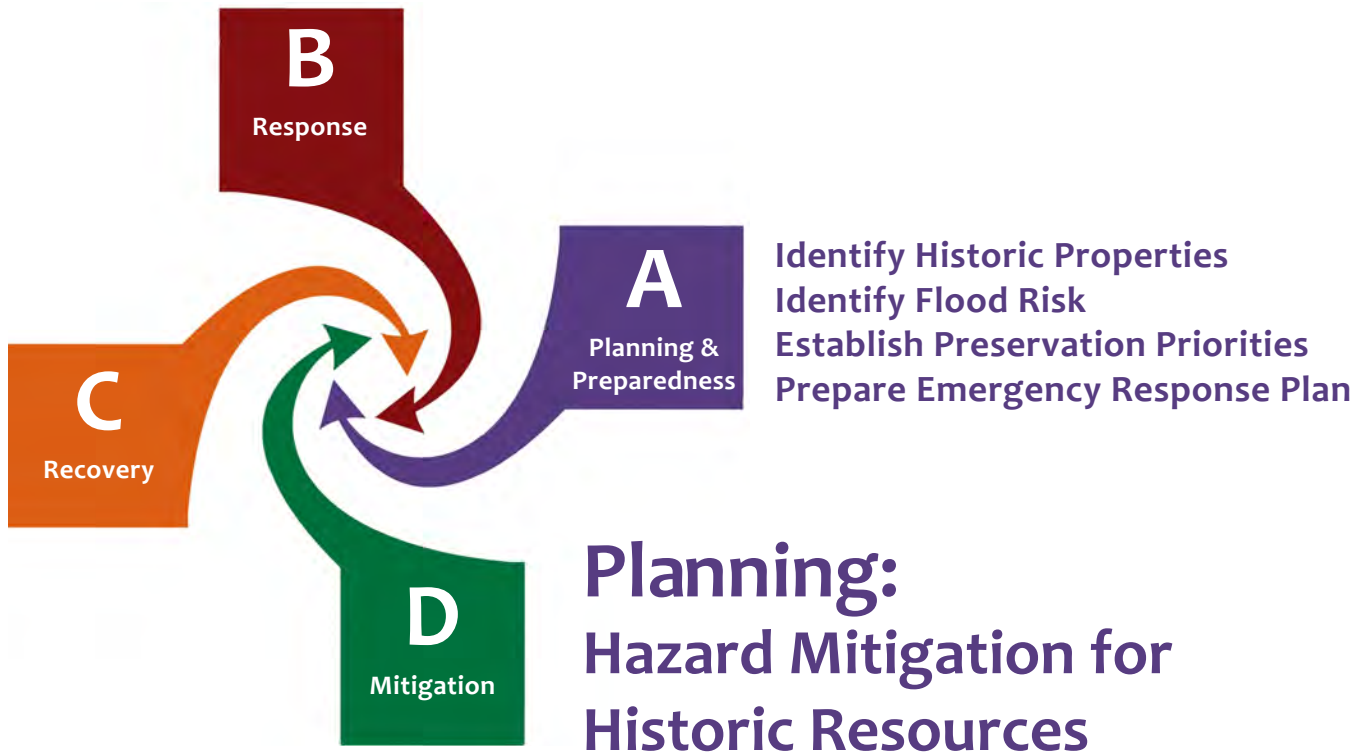 B
Response
A
Planning &
Preparedness
Identify Historic Properties
Identify Flood Risk
Establish Preservation Priorities
Prepare Emergency Response Plan
C
Recovery
D
Mitigation
Planning:
Hazard Mitigation for
Historic Resources